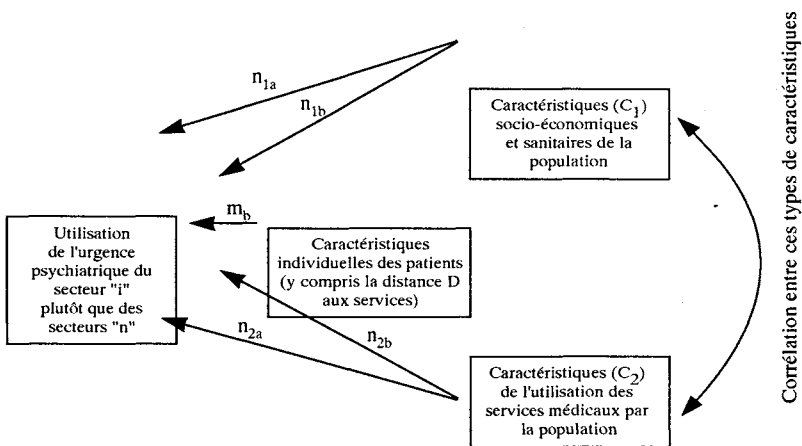 n1a
n1b
Caractéristiques (C1)
socio-économiques
et sanitaires de la
population
mb
Utilisation
de l'urgence
psychiatrique du
secteur "i"
plutôt que des
secteurs "n"
Caractéristiques
individuelles des patients
(y compris la distance D
aux services)
n2a
n2b
Caractéristiques (C2)
de l'utilisation des
services médicaux par
la population
Corrélation entre ces types de caractéristiques